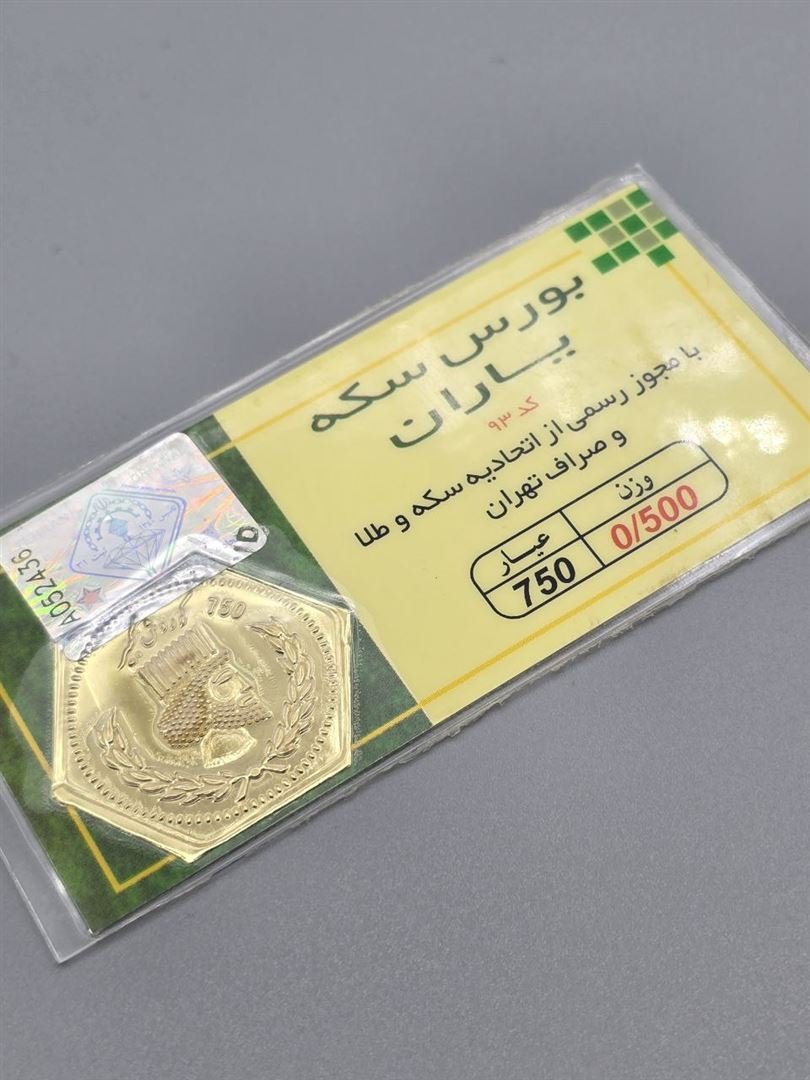 بورس سکه
یاران
کد ۹۳
با مجوز رسمی از اتحادیه سکه و طلا
و صراف تهران
وزن
عیار
0/500
750
A052436
750